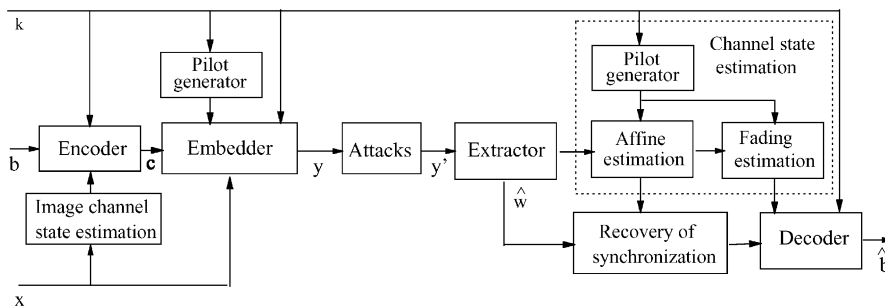 k
Pilot
generator
Pilot
generator
Channel state
estimation
b
Encoder
c
Embedder
y
Attacks
y'
Extractor
Affine
estimation
Fading
estimation
ŵ
Image channel
state estimation
Recovery of
synchronization
Decoder
b̂
x